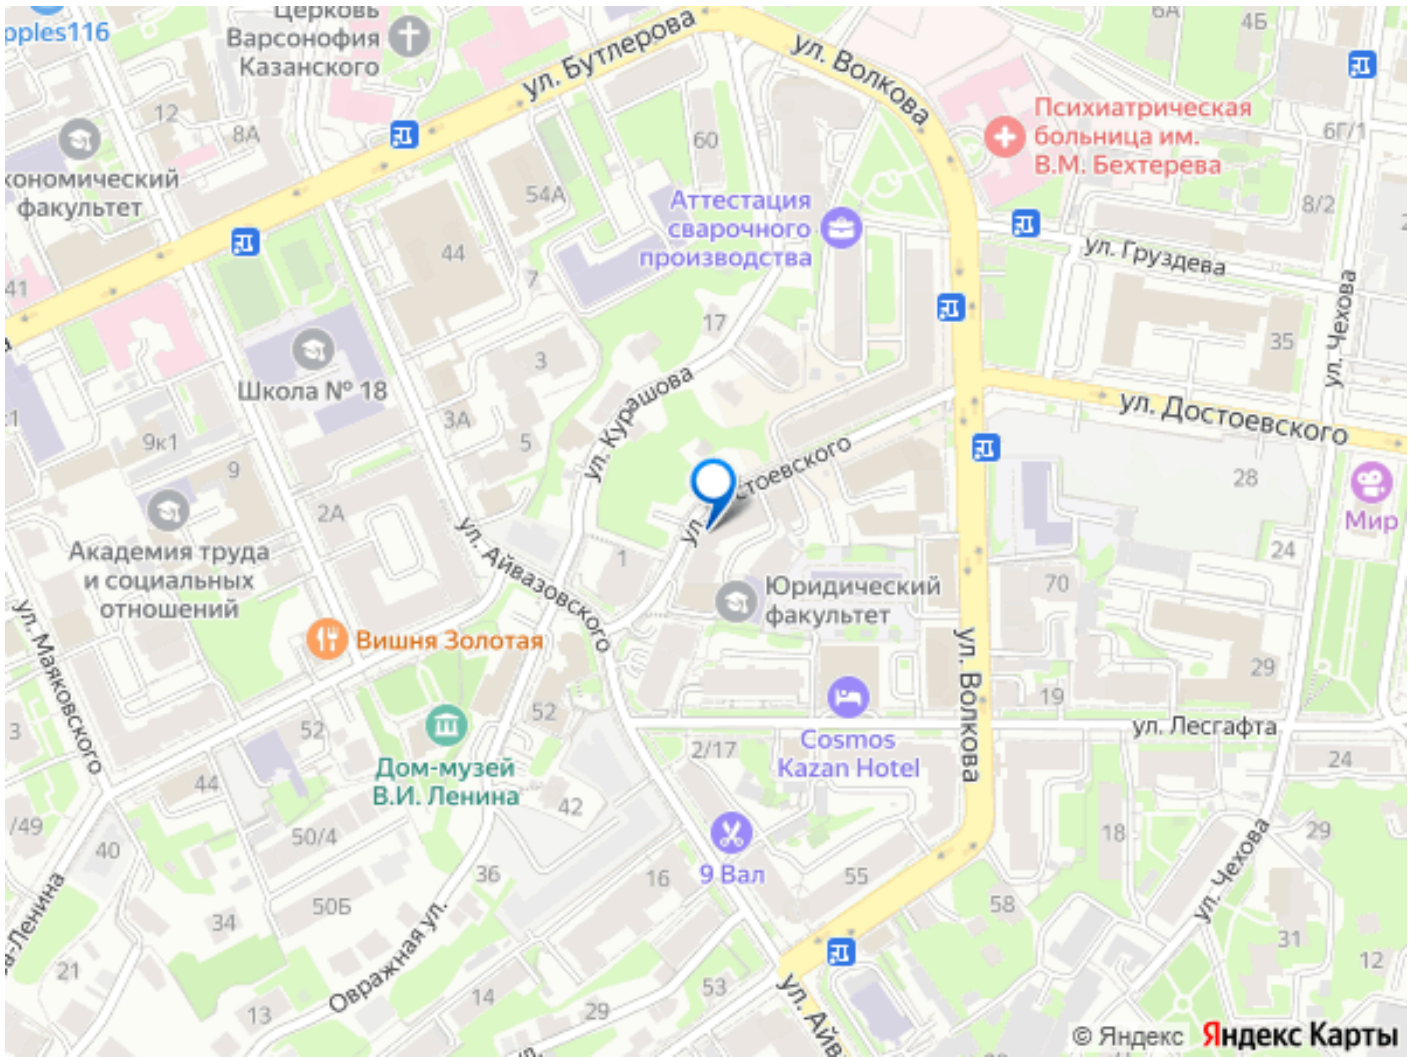 Церковь
Варсонофия
Казанского
pples116
ул. Бутлерова
ул. Волкова
6А
4Б
12
8А
60
54А
44
7
Психиатрическая
больница им.
В.М. Бехтерева
6Г/1
8/2
кономический
факультет
Аттестация
сварочного
производства
ул. Груздева
41
17
35
ул. Чехова
Школа № 18
3
3А
5
ул. Курашова
ул. Достоевского
9к1
9
2А
28
24
Мир
Академия труда
и социальных
отношений
ул. Айвазовского
ул.
стоевского
1
Юридический
факультет
70
29
19
ул. Маяковского
Вишня Золотая
52
52
ул. Волкова
ул. Лесгафта
3
44
Дом-музей
В.И. Ленина
42
2/17
Cosmos
Kazan Hotel
24
/49
40
50/4
36
9 Вал
16
55
18
29
ул. Чехова
а-Ленина
34
50Б
Овражная ул.
58
31
12
21
13
14
29
53
ул. Айв
© Яндекс Яндекс Карты